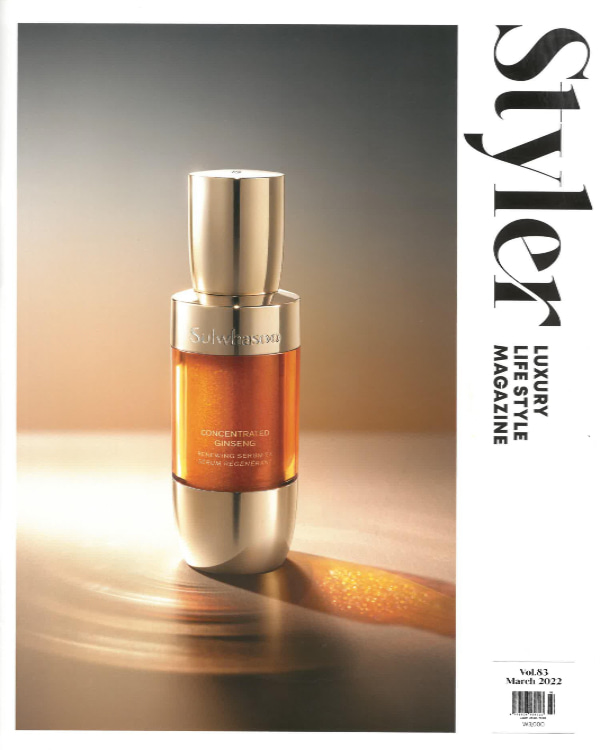 Styler
LUXURY
LIFE STYLE
MAGAZINE
Sulwhasoo
CONCENTRATED
GINSENG
RENEWING SERUM EX
SÉRUM RÉGÉNÉRANT
Vol.83
March 2022